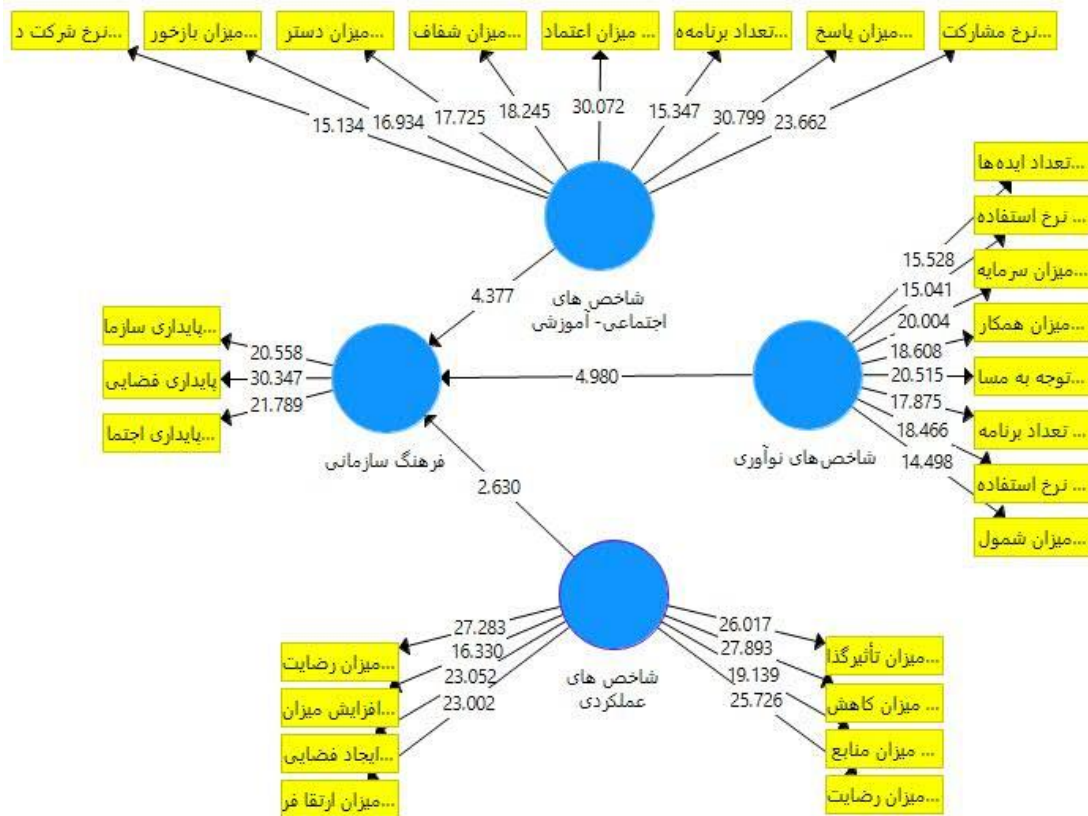 نرخ مشارکت...
میزان پاسخ...
تعداد برنامه‌ه...
میزان اعتماد ...
میزان شفاف...
میزان دستر...
میزان بازخور...
نرخ شرکت د...
15.134
16.934
17.725
18.245
30.072
15.347
30.799
23.662
شاخص های
اجتماعی- آموزشی
4.377
تعداد ایده‌ها...
نرخ استفاده ...
میزان سرمایه...
میزان همکار...
توجه به مسا...
تعداد برنامه ...
نرخ استفاده ...
میزان شمول...
15.528
15.041
20.004
18.608
20.515
17.875
18.466
14.498
شاخص‌های نوآوری
4.980
پایداری سازما...
پایداری فضایی
پایداری اجتما...
20.558
30.347
21.789
فرهنگ سازمانی
2.630
شاخص های
عملکردی
26.017
27.893
19.139
25.726
میزان تأثیرگذا...
میزان کاهش ...
میزان منابع ...
میزان رضایت...
27.283
16.330
23.052
23.002
میزان رضایت...
افزایش میزان...
ایجاد فضایی...
میزان ارتقا فر...